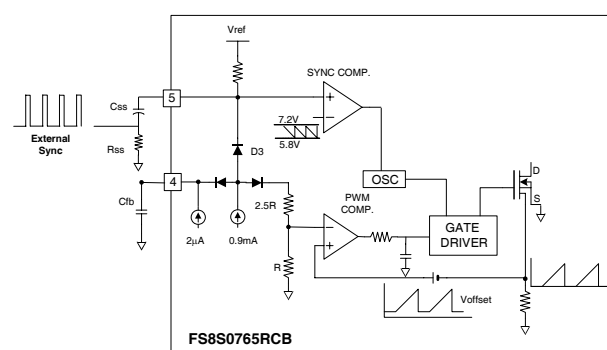 Vref
SYNC COMP.
5
Css
7.2V
5.8V
External
Sync
Rss
D3
4
OSC
D
S
Cfb
2.5R
PWM
COMP.
GATE
DRIVER
2µA
0.9mA
R
Voffset
FS8S0765RCB